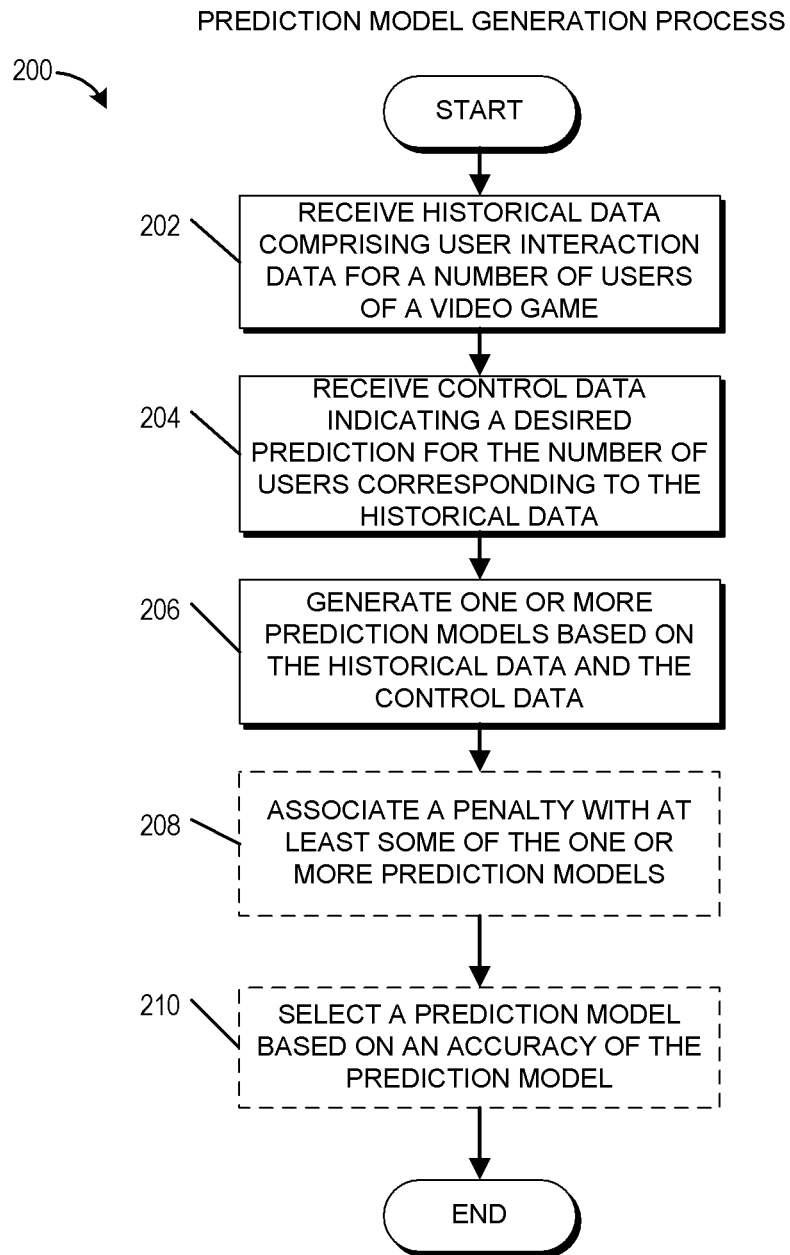 PREDICTION MODEL GENERATION PROCESS
200
START
202
RECEIVE HISTORICAL DATA
COMPRISING USER INTERACTION
DATA FOR A NUMBER OF USERS
OF A VIDEO GAME
204
RECEIVE CONTROL DATA
INDICATING A DESIRED
PREDICTION FOR THE NUMBER OF
USERS CORRESPONDING TO THE
HISTORICAL DATA
206
GENERATE ONE OR MORE
PREDICTION MODELS BASED ON
THE HISTORICAL DATA AND THE
CONTROL DATA
208
ASSOCIATE A PENALTY WITH AT
LEAST SOME OF THE ONE OR
MORE PREDICTION MODELS
210
SELECT A PREDICTION MODEL
BASED ON AN ACCURACY OF THE
PREDICTION MODEL
END